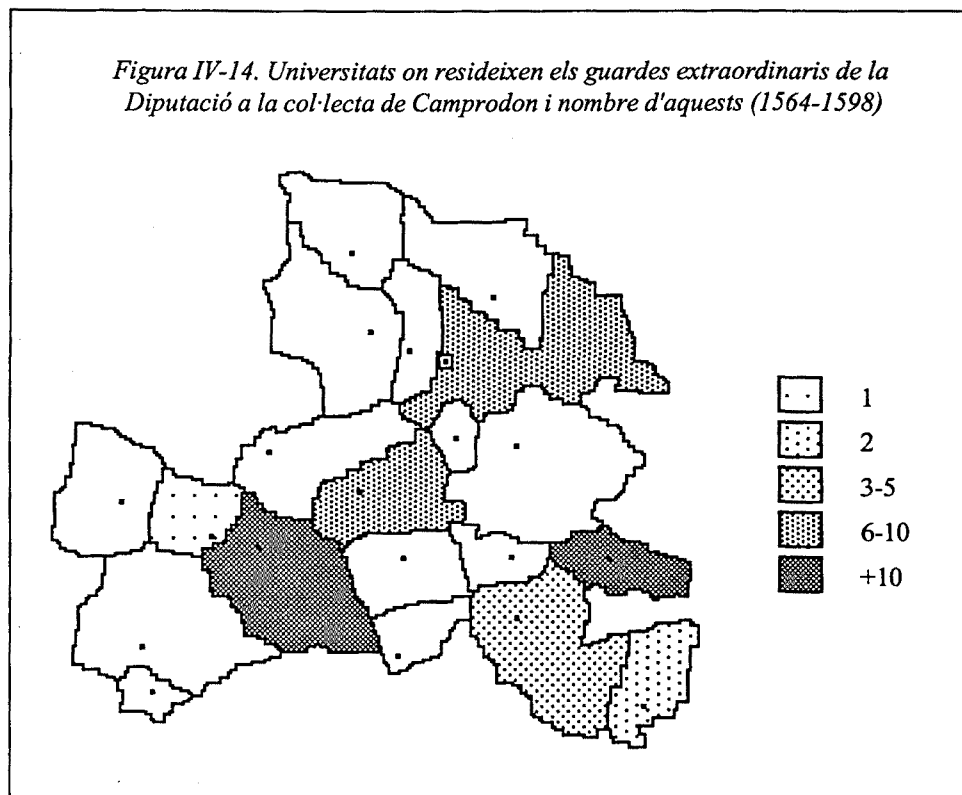 Figura IV-14. Universitats on resideixen els guardes extraordinaris de la
Diputació a la col·lecta de Camprodon i nombre d'aquests (1564-1598)
1
2
3-5
6-10
+10